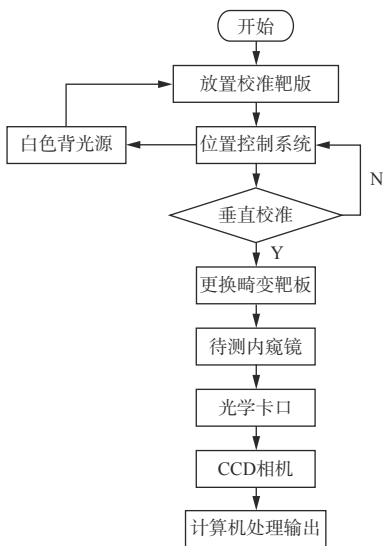 开始
放置校准靶版
白色背光源
位置控制系统
N
垂直校准
Y
更换畸变靶板
待测内窥镜
光学卡口
CCD相机
计算机处理输出